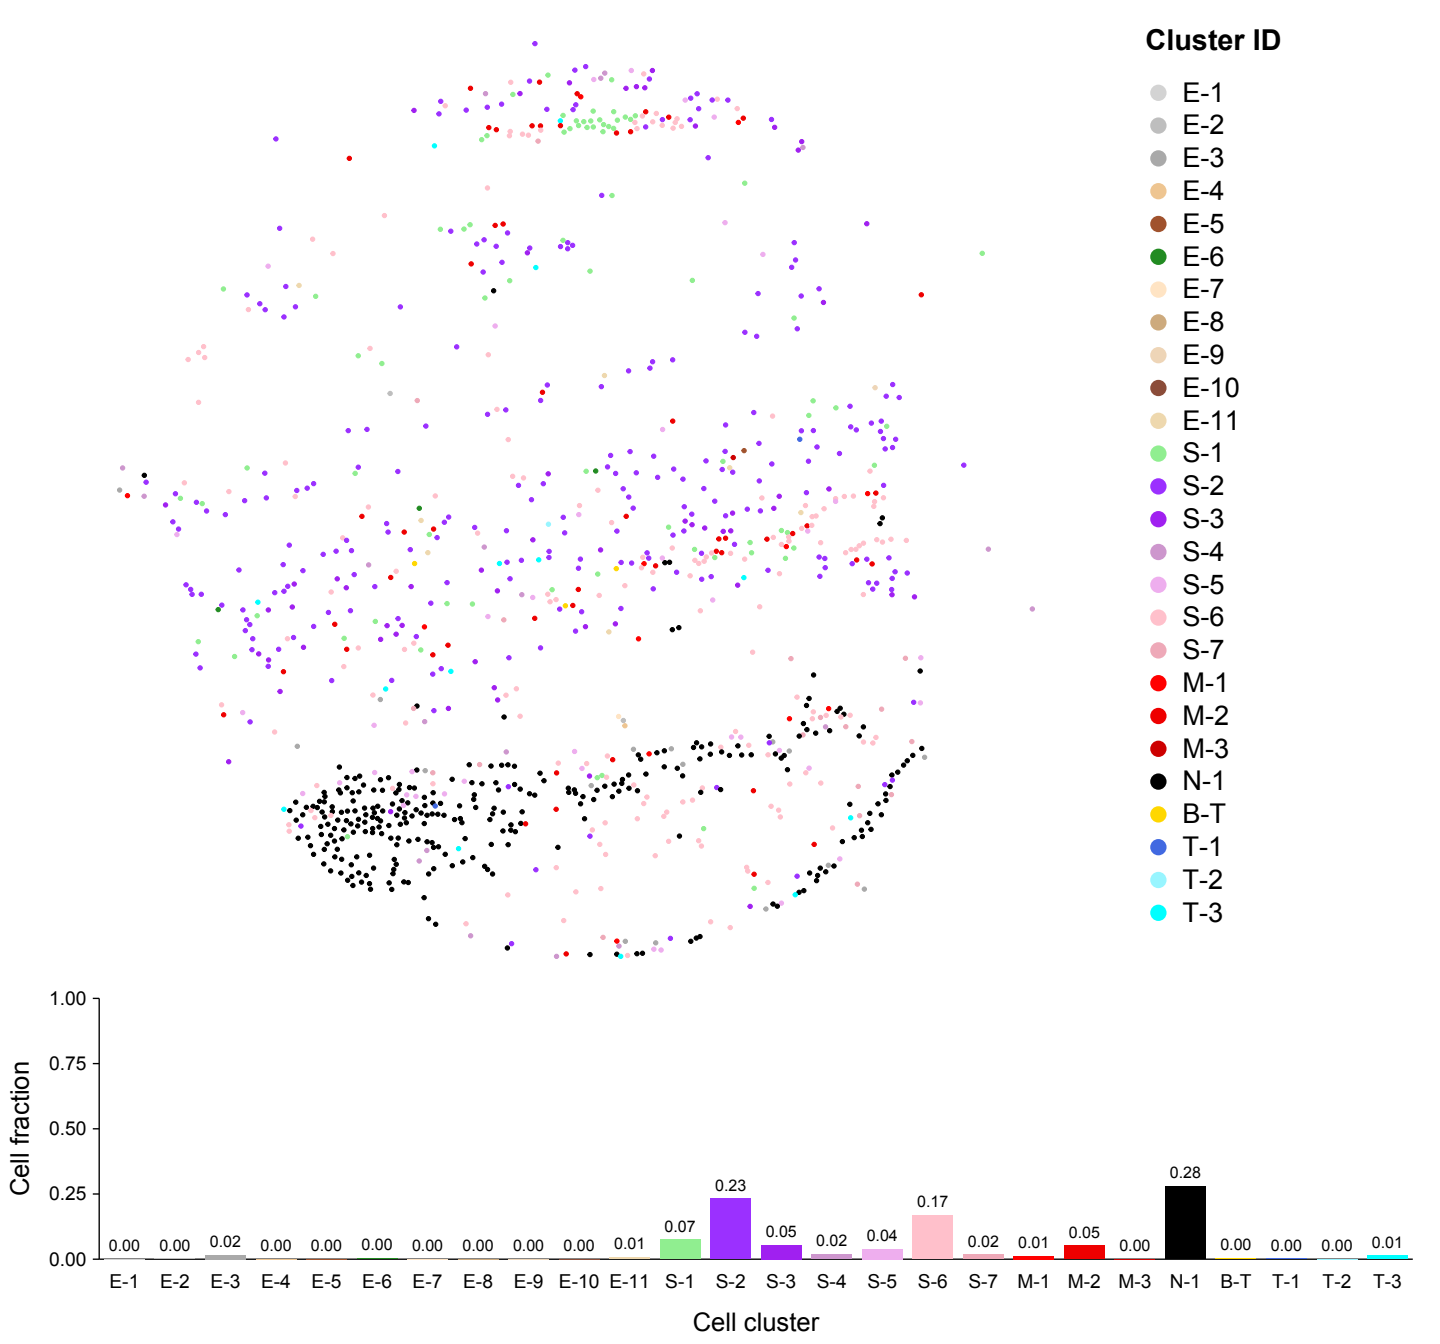 Cluster ID
E-1
E-2
E-3
E-4
E-5
E-6
E-7
E-8
E-9
E-10
E-11
S-1
S-2
S-3
S-4
S-5
S-6
S-7
M-1
M-2
M-3
N-1
B-T
T-1
T-2
T-3
1.00
0.75
0.50
0.25
0.00
Cell fraction
0.00 0.00 0.02 0.00 0.00 0.00 0.00 0.00 0.00 0.00 0.01 0.07 0.23 0.05 0.02 0.04 0.17 0.02 0.01 0.05 0.00 0.28 0.00 0.00 0.00 0.01
E-1 E-2 E-3 E-4 E-5 E-6 E-7 E-8 E-9 E-10 E-11 S-1 S-2 S-3 S-4 S-5 S-6 S-7 M-1 M-2 M-3 N-1 B-T T-1 T-2 T-3
Cell cluster